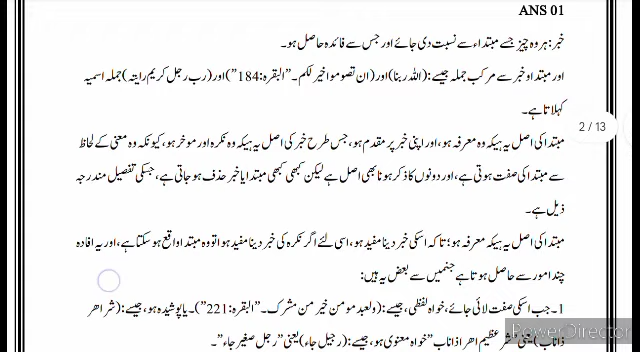 ANS 01
خبر: ہر وہ چیز جسے مبتداء سے نسبت دی جائے اور جس سے فائدہ حاصل ہو۔
اور مبتدا و خبر سے مرکب جملہ جیسے: (اللہ ربنا) اور (ان تصوموا خیر لکم۔ "البقرہ: 184") اور (رب رجل کریم رایتہ) جملہ اسمیہ
کہلاتا ہے۔
2 / 13
مبتدا کی اصل یہ ہیکہ وہ معرفہ ہو، اور اپنی خبر پر مقدم ہو، جس طرح خبر کی اصل یہ ہیکہ وہ نکرہ اور موخر ہو، کیونکہ وہ معنی کے لحاظ
سے مبتدا کی صفت ہوتی ہے، اور دونوں کا ذکر ہونا بھی اصل ہے لیکن کبھی کبھی مبتدا یا خبر حذف ہو جاتی ہے، جسکی تفصیل مندرجہ
ذیل ہے۔
مبتدا کی اصل یہ ہیکہ معرفہ ہو؛ تاکہ اسکی خبر دینا مفید ہو، اسی لئے اگر نکرہ کی خبر دینا مفید ہو تو وہ مبتدا واقع ہو سکتا ہے، اور یہ افادہ
چند امور سے حاصل ہوتا ہے جنمیں سے بعض یہ ہیں:
1۔ جب اسکی صفت لائی جائے، خواہ لفظی، جیسے: (ولعبد مومن خیر من مشرک۔ "البقرہ: 221")۔ یا پوشیدہ ہو، جیسے: (شر اھر
ذاناب) یعنی "شر عظیم اھر اذاناب" خواہ معنوی ہو، جیسے: (رجیل جاء) یعنی "رجل صغیر جاء"۔
PowerDirector